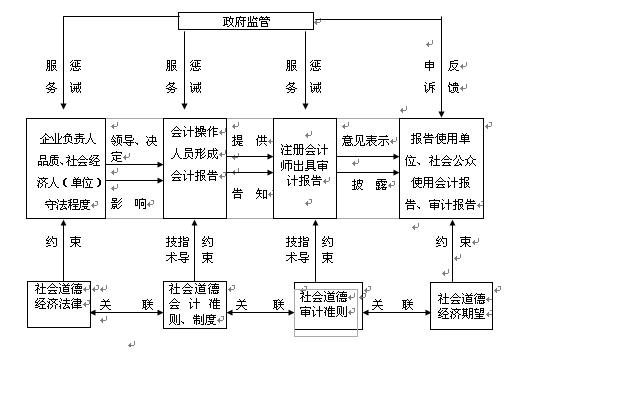 政府监管
服 惩
务 诫
服 惩
务 诫
服 惩
务 诫
申 反
诉 馈
企业负责人
品质、社会经
济人（单位）
守法程度
领导、决
定
影 响
会计操作
人员形成
会计报告
提 供
告 知
注册会计
师出具审
计报告
意见表示
披 露
报告使用单
位、社会公众
使用会计报
告、审计报告
约 束
技指 约
术导 束
技指 约
术导 束
约 束
社会道德
经济法律
关 联
社会道德
会 计 准
则、制度
关 联
社会道德
审计准则
关 联
社会道德
经济期望